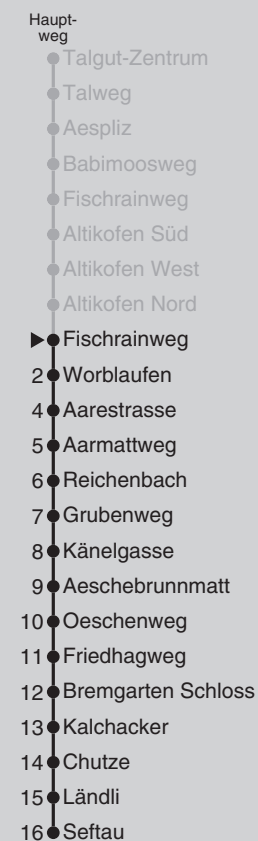 Haupt-
weg
Talgut-Zentrum
Talweg
Aespliz
Babimoosweg
Fischrainweg
Altikofen Süd
Altikofen West
Altikofen Nord
Fischrainweg
2 Worblaufen
4 Aarestrasse
5 Aarmattweg
6 Reichenbach
7 Grubenweg
8 Känelgasse
9 Aeschebrunnmatt
10 Oeschenweg
11 Friedhagweg
12 Bremgarten Schloss
13 Kalchacker
14 Chutze
15 Ländli
16 Seftau